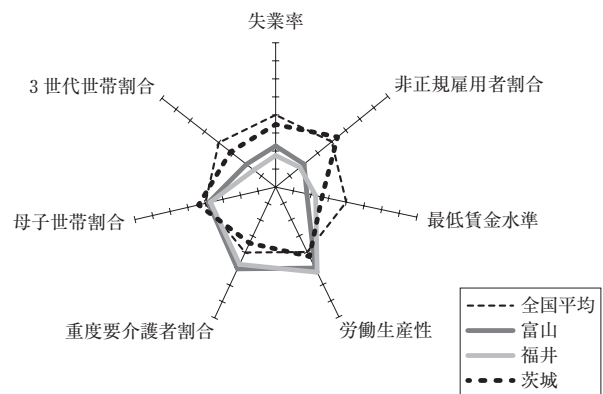 失業率
3 世代世帯割合
非正規雇用者割合
母子世帯割合
最低賃金水準
重度要介護者割合
労働生産性
全国平均
富山
福井
茨城